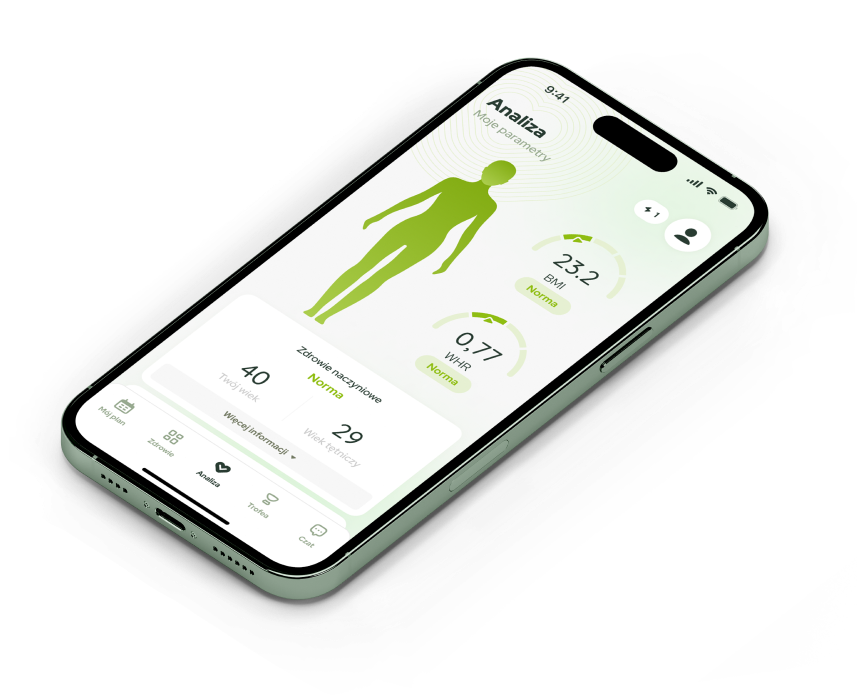 9:41
Analiza
Moje parametry
1
23.2
BMI
Norma
0,77
WHR
Norma
Zdrowie naczyniowe
Norma
40
Twój wiek
29
Wiek tętniczy
Więcej informacji
Mój plan
Zdrowie
Analiza
Trofea
Czat